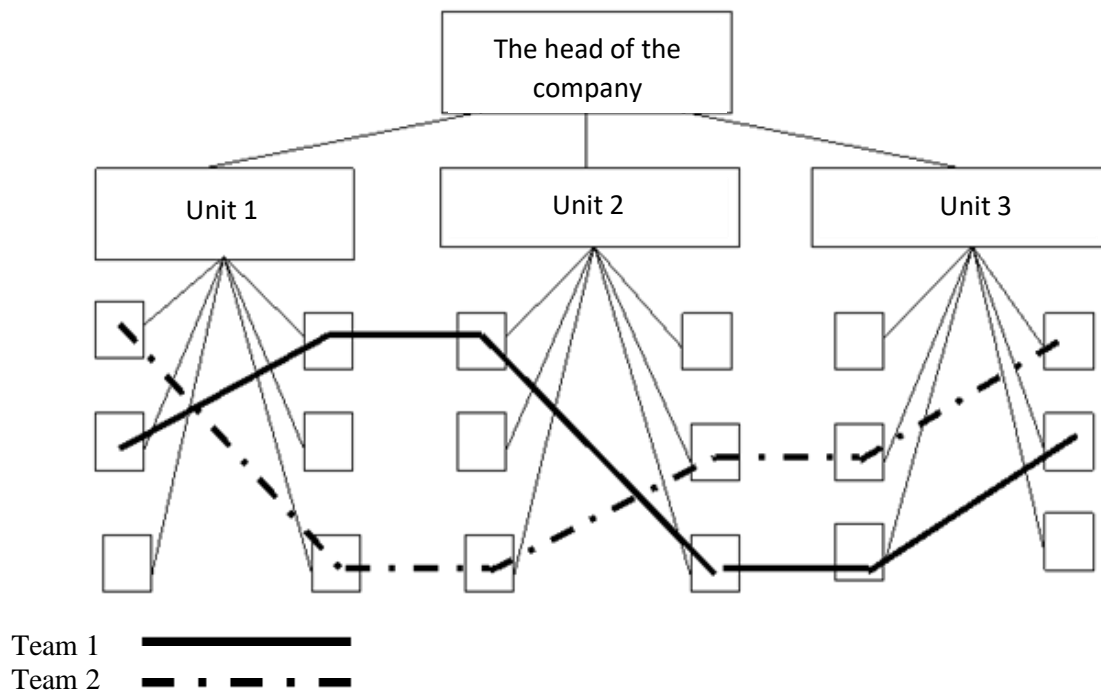 The head of the
company
Unit 1
Unit 2
Unit 3
Team 1
Team 2